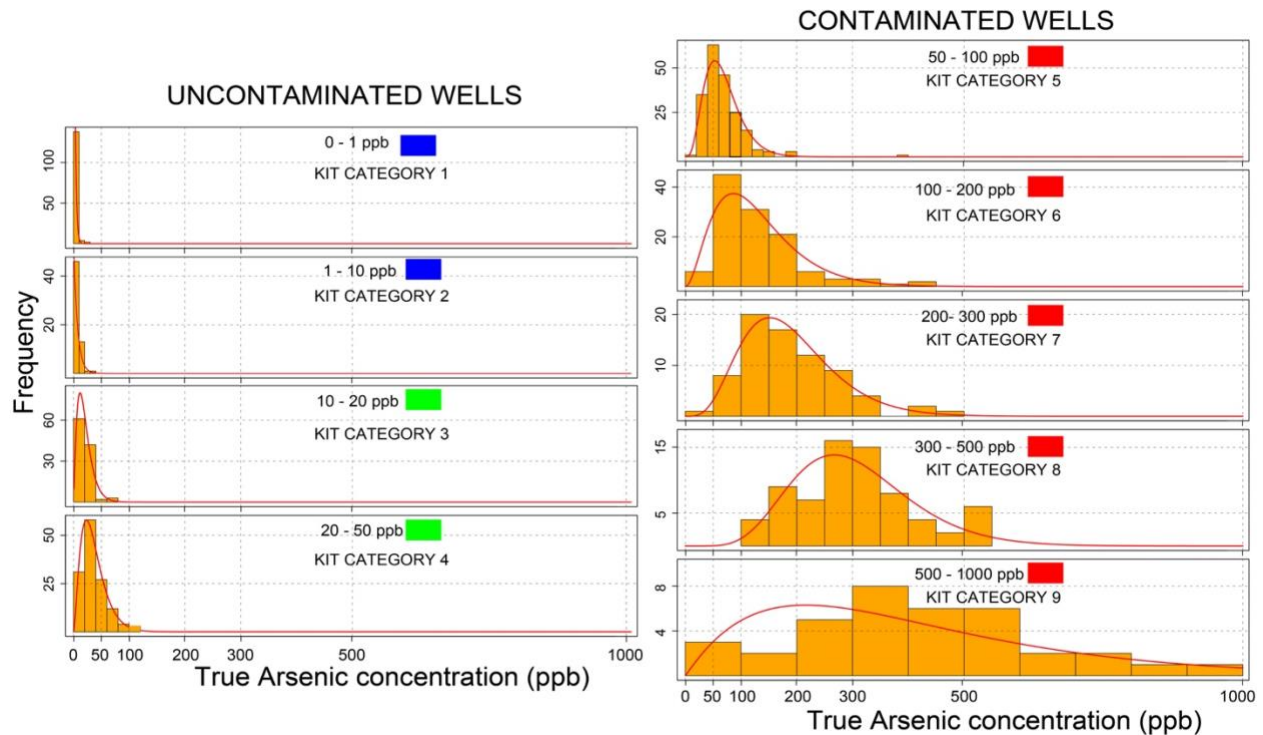 UNCONTAMINATED WELLS
Frequency
0 - 1 ppb
KIT CATEGORY 1
100
50
1 - 10 ppb
KIT CATEGORY 2
40
20
10 - 20 ppb
KIT CATEGORY 3
60
30
20 - 50 ppb
KIT CATEGORY 4
50
25
0 50 100 200 300 500 1000
True Arsenic concentration (ppb)
CONTAMINATED WELLS
50 - 100 ppb
KIT CATEGORY 5
50
25
100 - 200 ppb
KIT CATEGORY 6
40
20
200- 300 ppb
KIT CATEGORY 7
20
10
300 - 500 ppb
KIT CATEGORY 8
15
5
500 - 1000 ppb
KIT CATEGORY 9
8
4
0 50 100 200 300 500 1000
True Arsenic concentration (ppb)